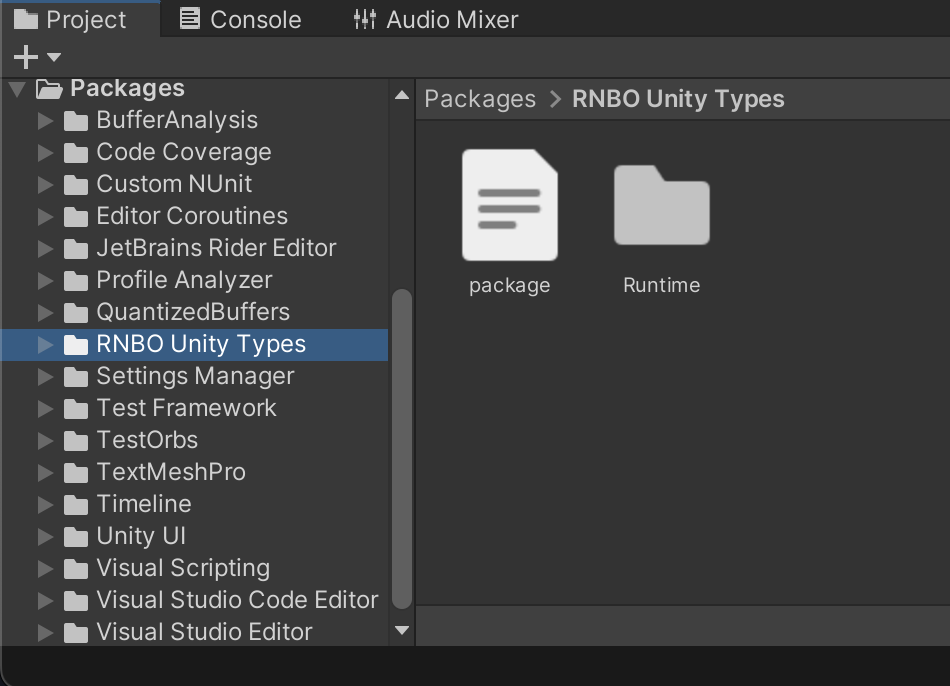 Project
Console
Audio Mixer
Packages
BufferAnalysis
Code Coverage
Custom NUnit
Editor Coroutines
JetBrains Rider Editor
Profile Analyzer
QuantizedBuffers
RNBO Unity Types
Settings Manager
Test Framework
TestOrbs
TextMeshPro
Timeline
Unity UI
Visual Scripting
Visual Studio Code Editor
Visual Studio Editor
Packages > RNBO Unity Types
package
Runtime